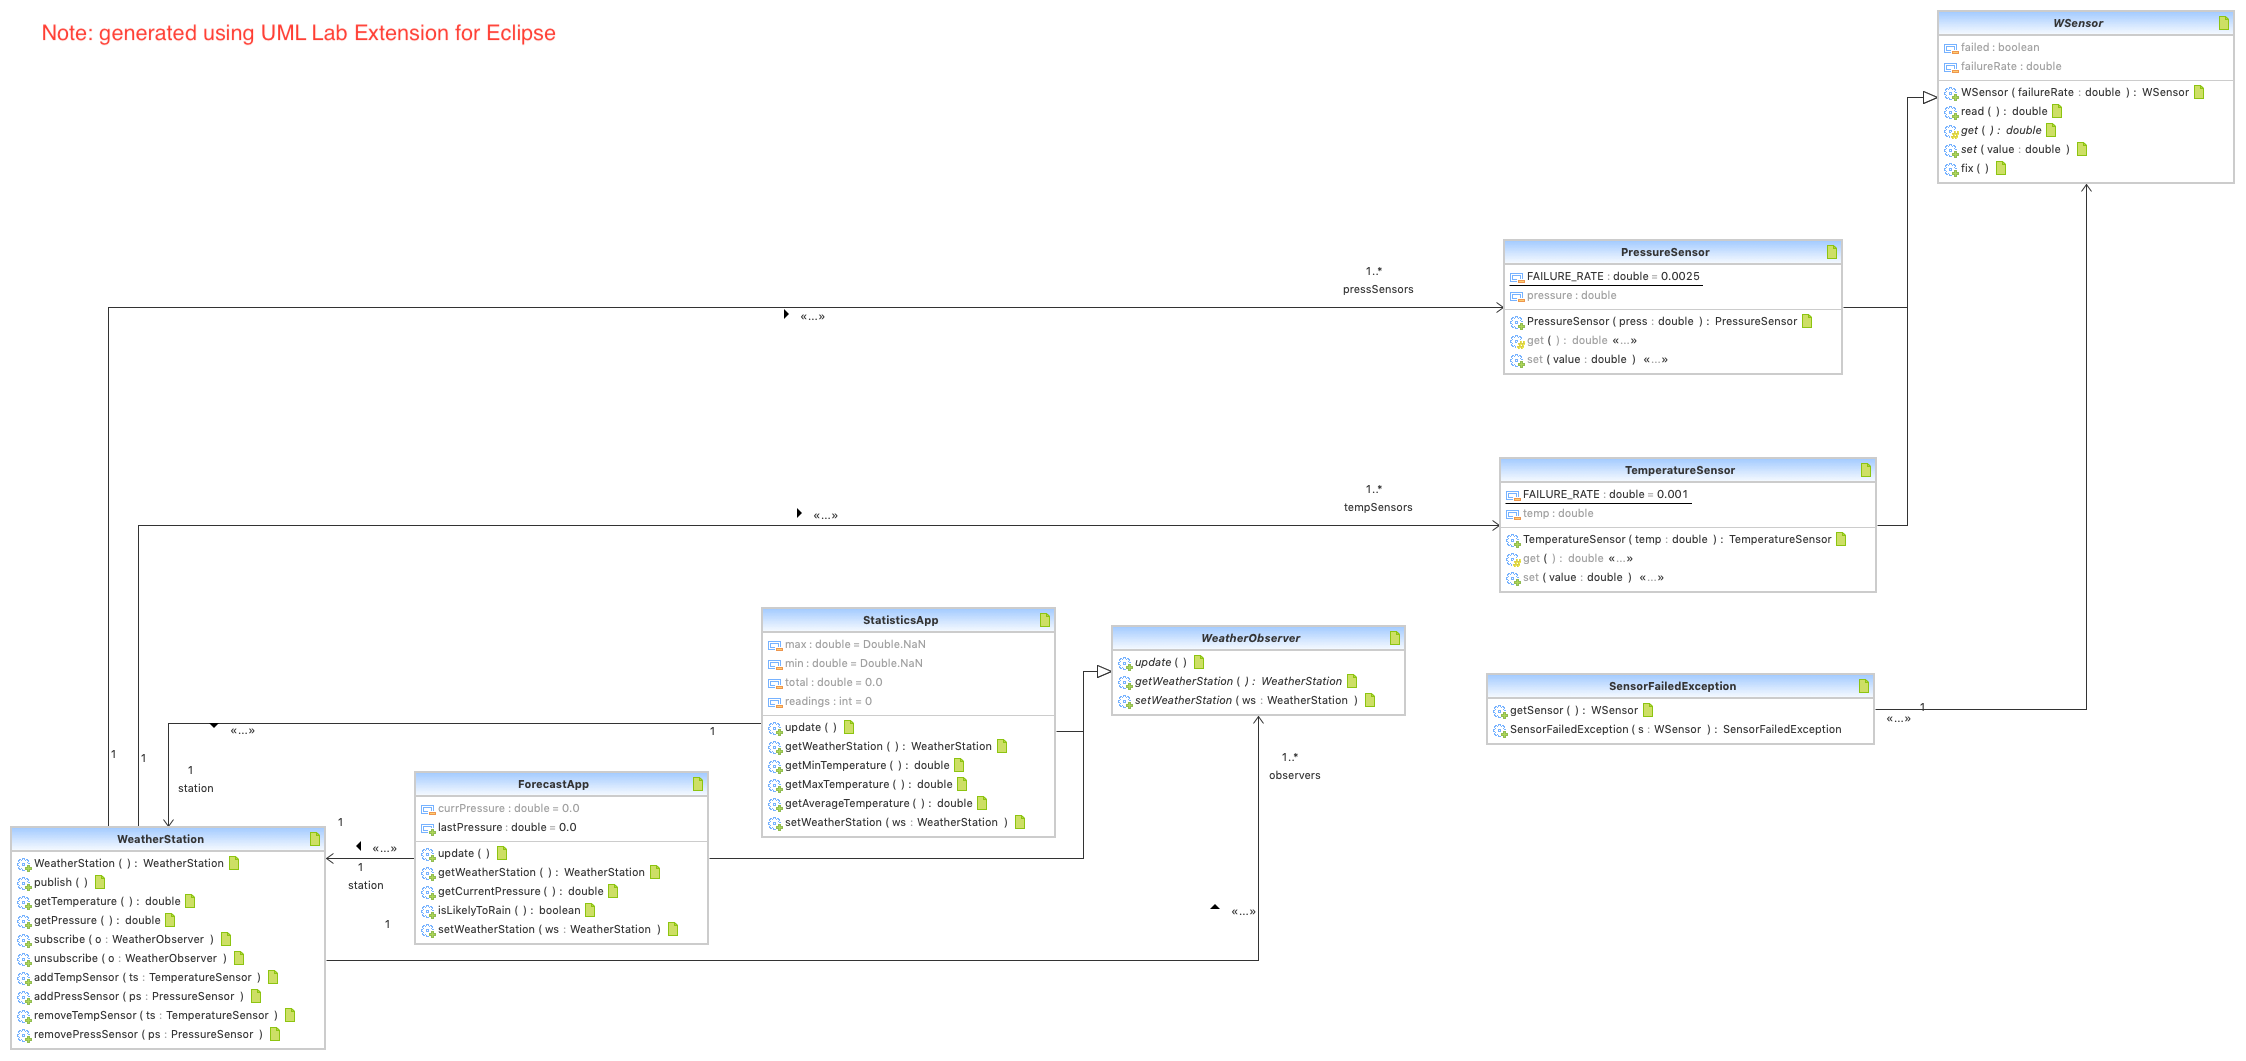 Note: generated using UML Lab Extension for Eclipse
WSensor
failed : boolean
failureRate : double
WSensor ( failureRate : double ) : WSensor
read ( ) : double
get ( ) : double
set ( value : double )
fix ( )
PressureSensor
FAILURE_RATE : double = 0.0025
pressure : double
PressureSensor ( press : double ) : PressureSensor
get ( ) : double «...»
set ( value : double ) «...»
1..*
pressSensors
«...»
TemperatureSensor
FAILURE_RATE : double = 0.001
temp : double
TemperatureSensor ( temp : double ) : TemperatureSensor
get ( ) : double «...»
set ( value : double ) «...»
1..*
tempSensors
«...»
StatisticsApp
max : double = Double.NaN
min : double = Double.NaN
total : double = 0.0
readings : int = 0
update ( )
getWeatherStation ( ) : WeatherStation
getMinTemperature ( ) : double
getMaxTemperature ( ) : double
getAverageTemperature ( ) : double
setWeatherStation ( ws : WeatherStation )
WeatherObserver
update ( )
getWeatherStation ( ) : WeatherStation
setWeatherStation ( ws : WeatherStation )
SensorFailedException
getSensor ( ) : WSensor
SensorFailedException ( s : WSensor ) : SensorFailedException
1
«...»
«...»
1
1
1
1
station
1..*
observers
ForecastApp
currPressure : double = 0.0
lastPressure : double = 0.0
update ( )
getWeatherStation ( ) : WeatherStation
getCurrentPressure ( ) : double
isLikelyToRain ( ) : boolean
setWeatherStation ( ws : WeatherStation )
1
«...»
1
station
1
«...»
WeatherStation
WeatherStation ( ) : WeatherStation
publish ( )
getTemperature ( ) : double
getPressure ( ) : double
subscribe ( o : WeatherObserver )
unsubscribe ( o : WeatherObserver )
addTempSensor ( ts : TemperatureSensor )
addPressSensor ( ps : PressureSensor )
removeTempSensor ( ts : TemperatureSensor )
removePressSensor ( ps : PressureSensor )